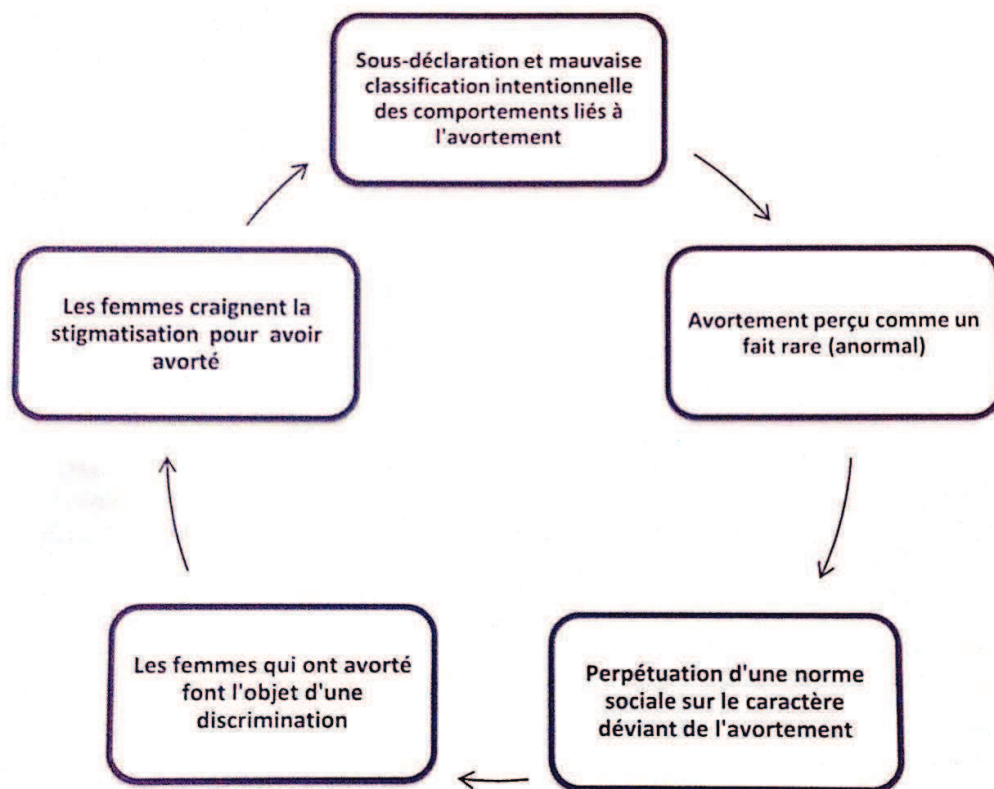 Sous-déclaration et mauvaise
classification intentionnelle
des comportements liés à
l'avortement
Avortement perçu comme un
fait rare (anormal)
Perpétuation d'une norme
sociale sur le caractère
déviant de l'avortement
Les femmes qui ont avorté
font l'objet d'une
discrimination
Les femmes craignent la
stigmatisation pour avoir
avorté